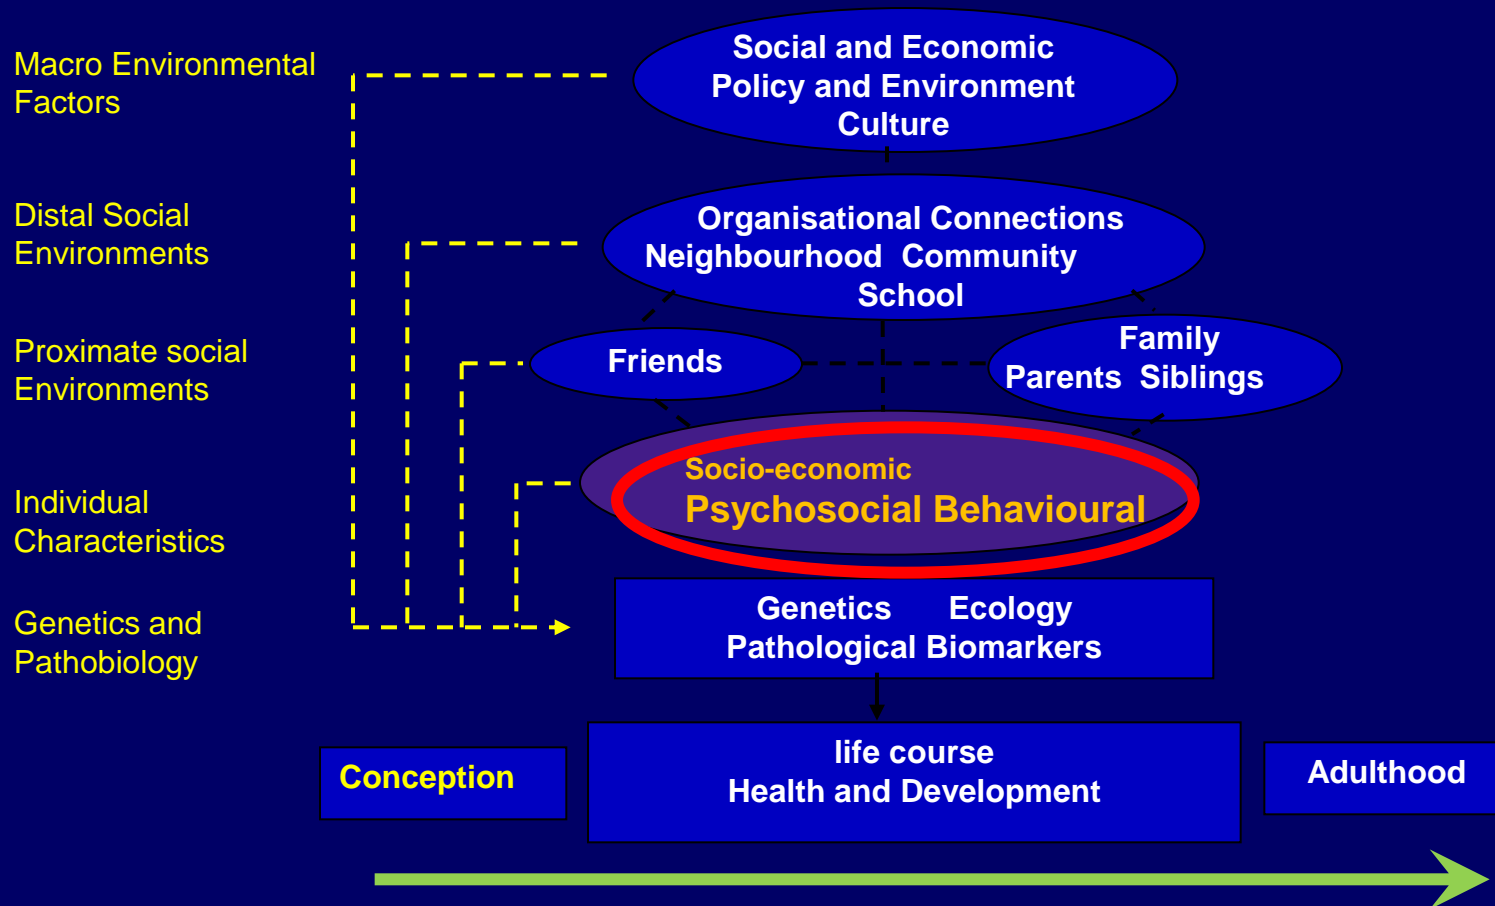 Macro Environmental
Factors
Social and Economic
Policy and Environment
Culture
Distal Social
Environments
Organisational Connections
Neighbourhood  Community
School
Proximate social
Environments
Friends
Family
Parents  Siblings
Individual
Characteristics
Socio-economic
Psychosocial Behavioural
Genetics and
Pathobiology
Genetics      Ecology
Pathological Biomarkers
Conception
life course
Health and Development
Adulthood